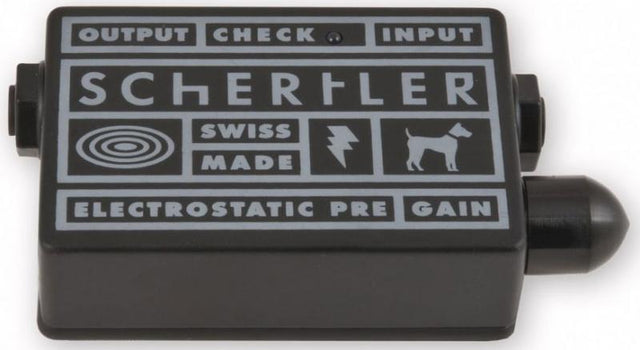 OUTPUT CHECK INPUT
SCHERTLER
SWISS
MADE
ELECTROSTATIC PRE GAIN